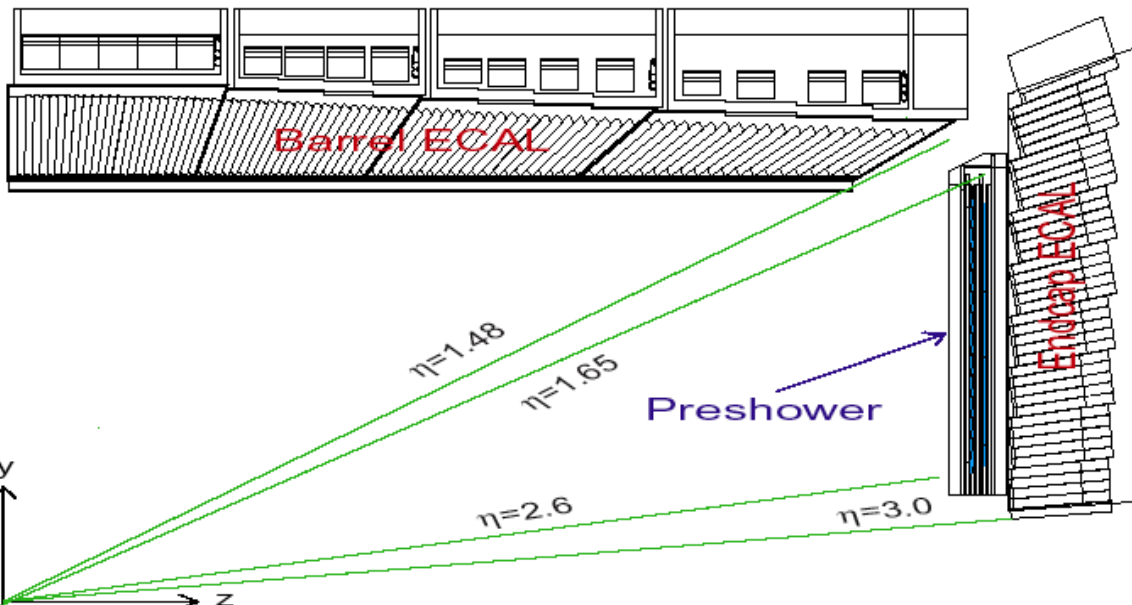 Barrel ECAL
Endcap ECAL
η=1.48
η=1.65
Preshower
y
η=2.6
η=3.0
z